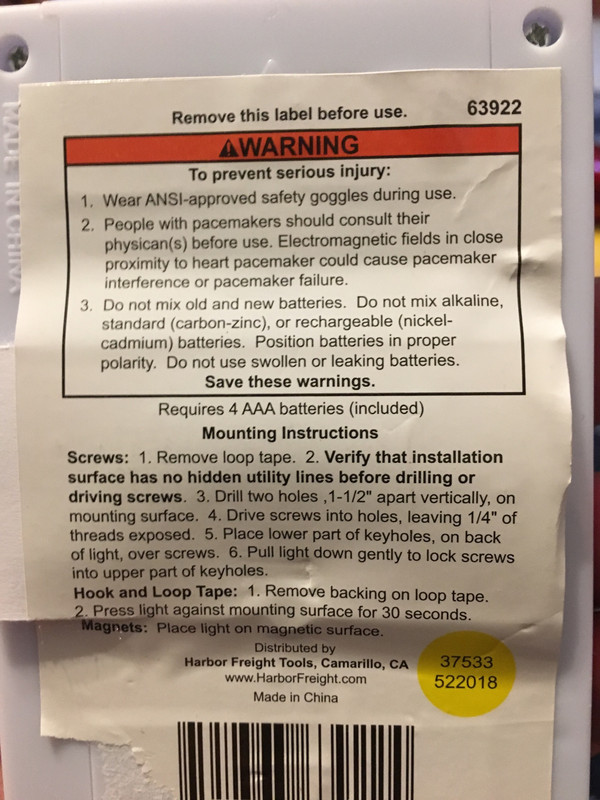 Remove this label before use. 63922
⚠WARNING
To prevent serious injury:
1. Wear ANSI-approved safety goggles during use.
2. People with pacemakers should consult their
physican(s) before use. Electromagnetic fields in close
proximity to heart pacemaker could cause pacemaker
interference or pacemaker failure.
3. Do not mix old and new batteries. Do not mix alkaline,
standard (carbon-zinc), or rechargeable (nickel-
cadmium) batteries. Position batteries in proper
polarity. Do not use swollen or leaking batteries.
Save these warnings.
Requires 4 AAA batteries (included)
Mounting Instructions
Screws: 1. Remove loop tape. 2. Verify that installation
surface has no hidden utility lines before drilling or
driving screws. 3. Drill two holes ,1-1/2" apart vertically, on
mounting surface. 4. Drive screws into holes, leaving 1/4" of
threads exposed. 5. Place lower part of keyholes, on back
of light, over screws. 6. Pull light down gently to lock screws
into upper part of keyholes.
Hook and Loop Tape: 1. Remove backing on loop tape.
2. Press light against mounting surface for 30 seconds.
Magnets: Place light on magnetic surface.
Distributed by
Harbor Freight Tools, Camarillo, CA
www.HarborFreight.com
Made in China
37533
522018
MADE IN CHINA